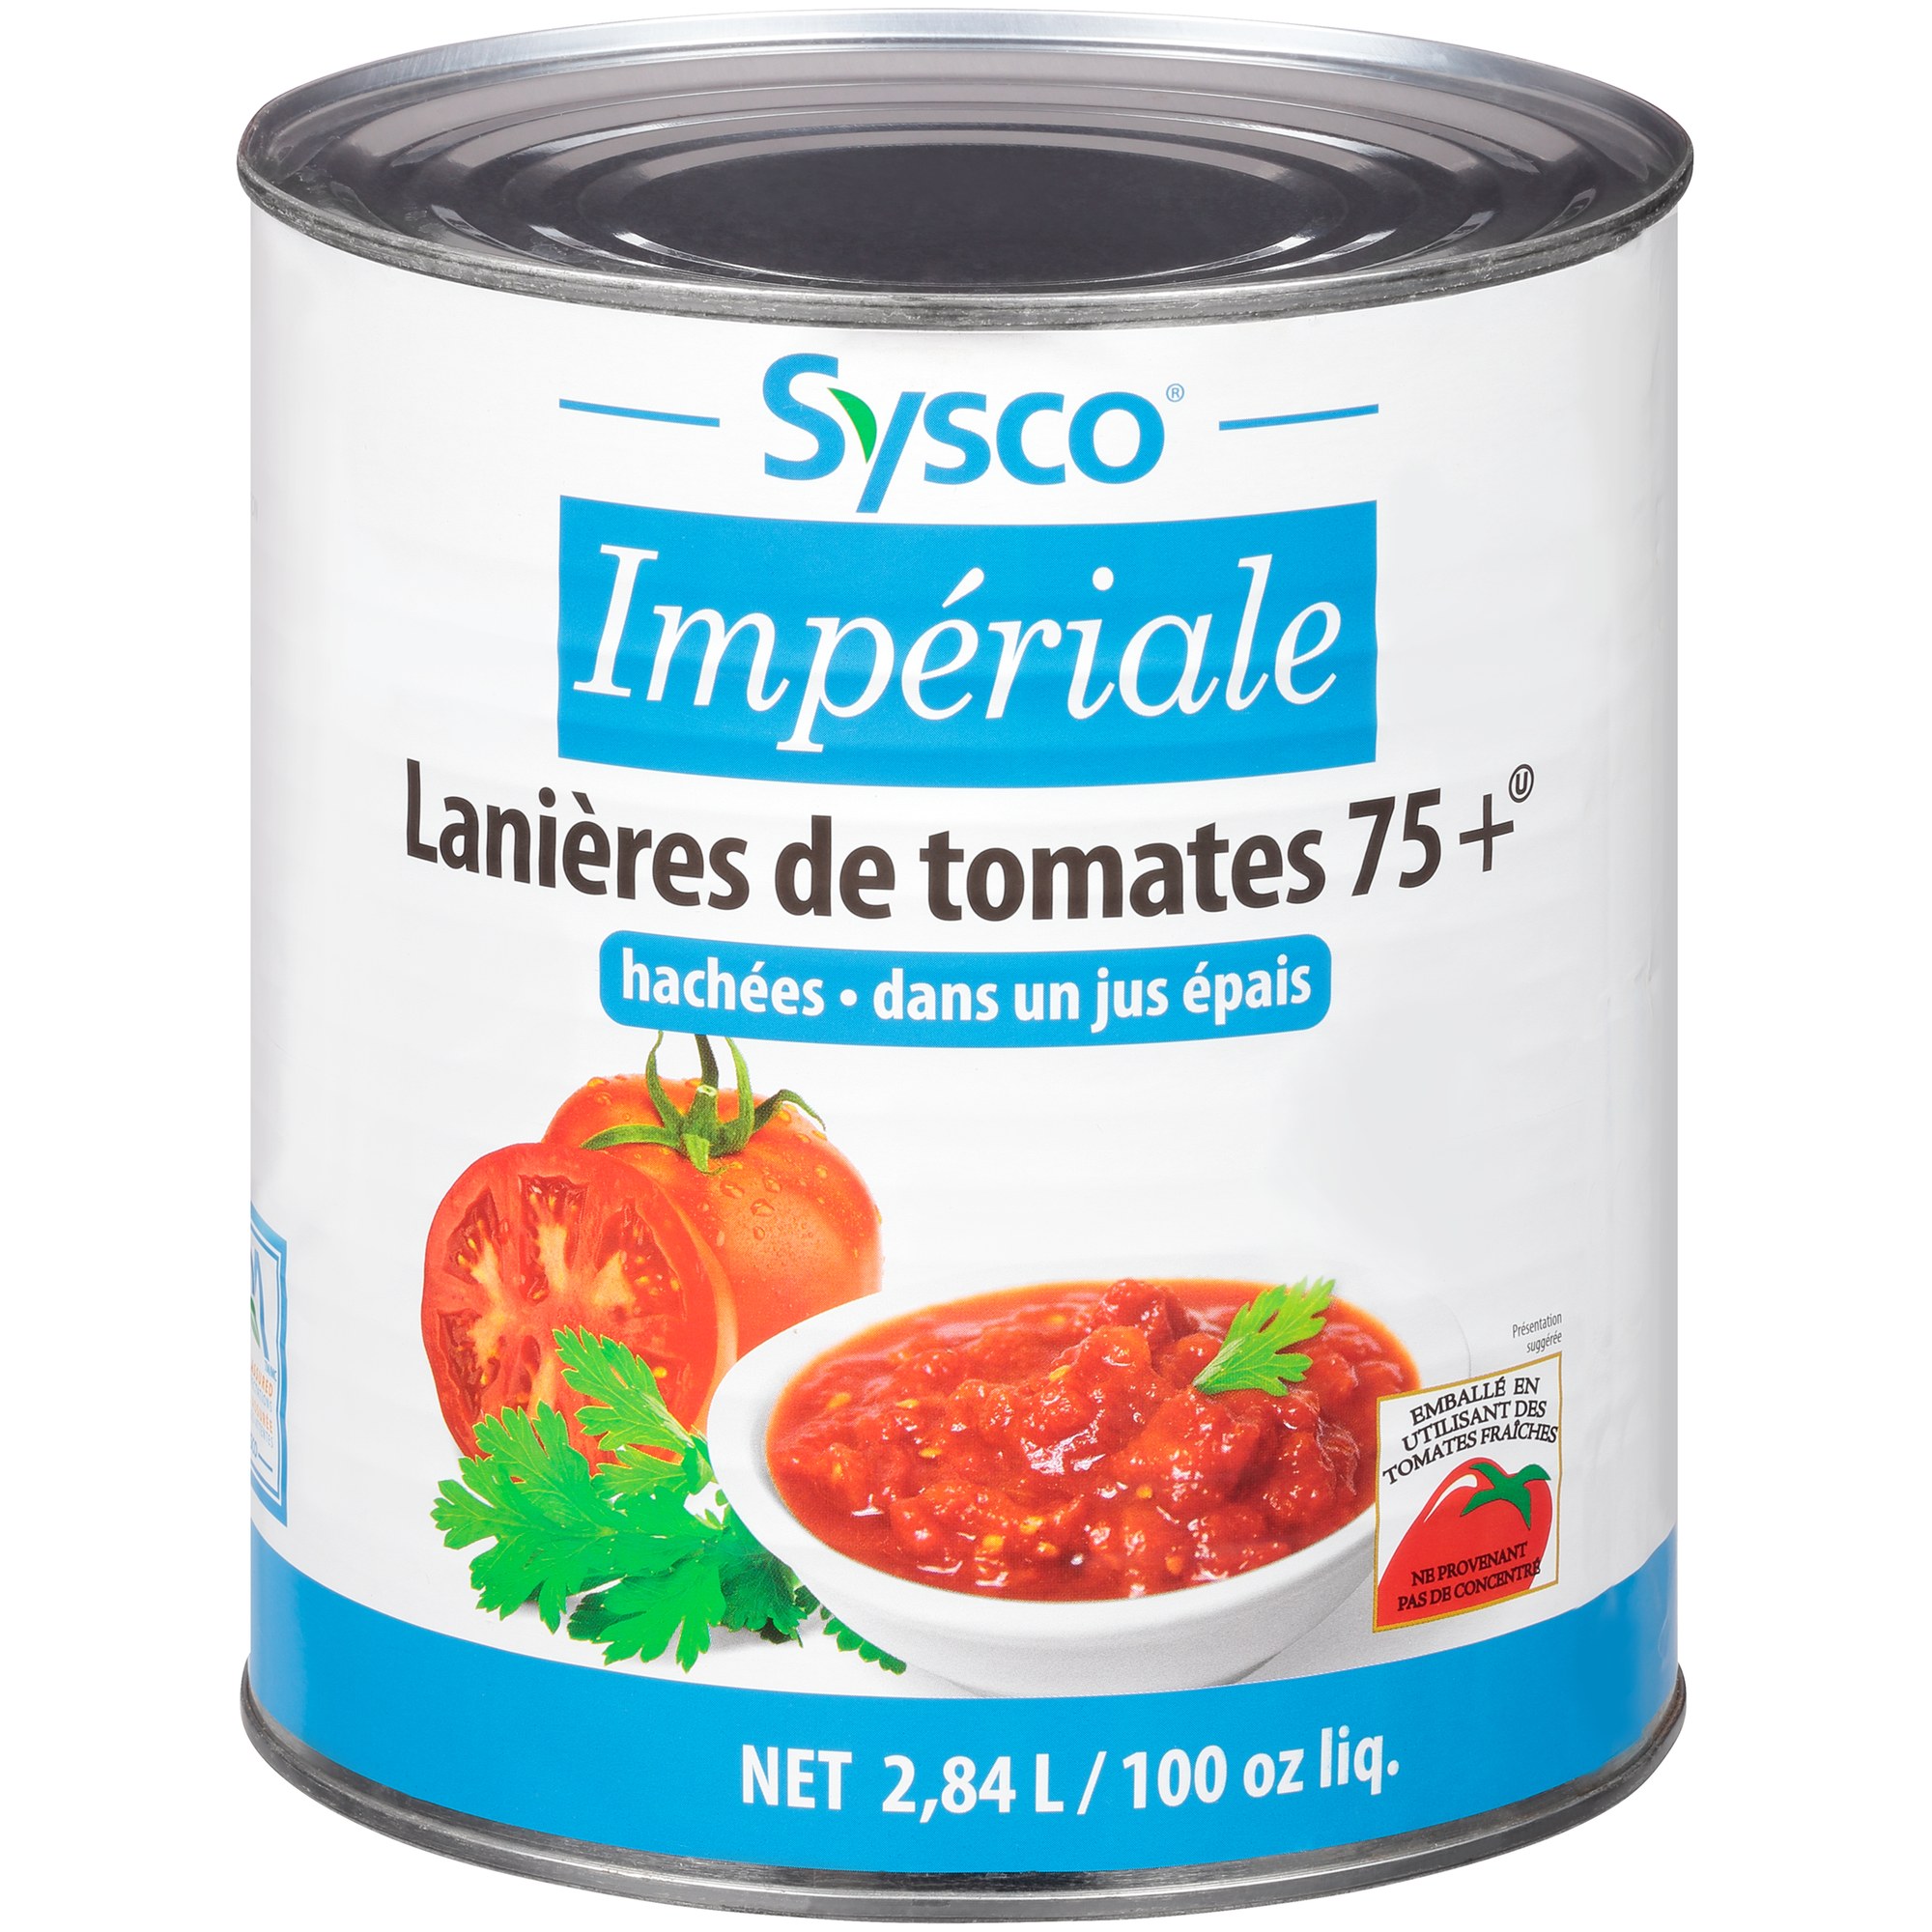 Sysco®
Impériale
Lanières de tomates 75+ Ⓤ
hachées • dans un jus épais
Présentation
suggérée
EMBALLÉ EN
UTILISANT DES
TOMATES FRAÎCHES
NE PROVENANT
PAS DE CONCENTRÉ
NET 2,84 L / 100 oz liq.